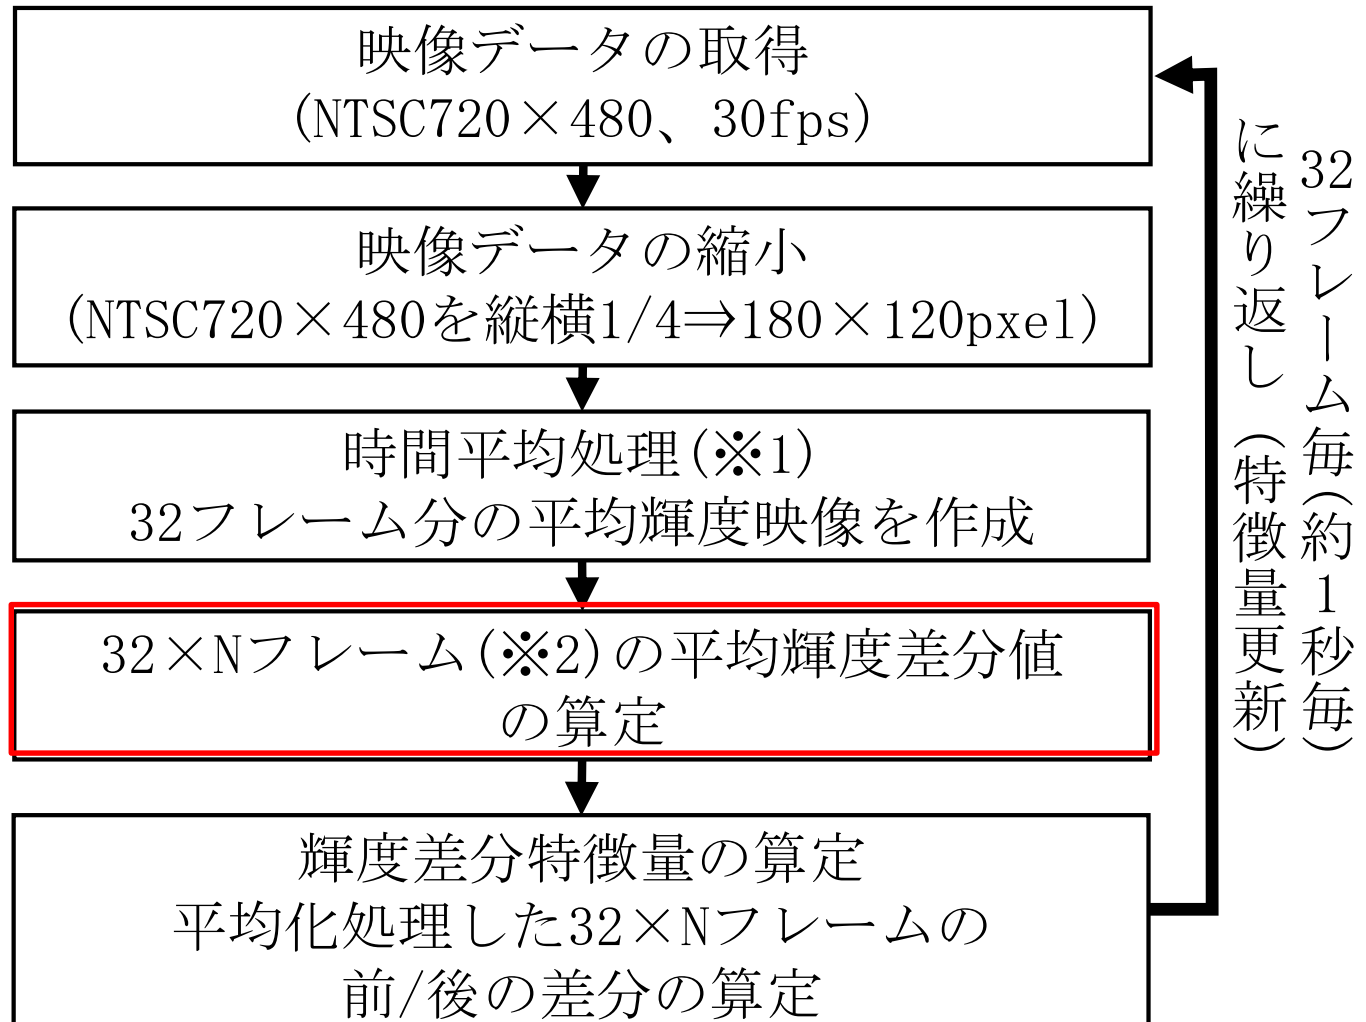 映像データの取得
(NTSC720×480、30fps)
映像データの縮小
(NTSC720×480を縦横1/4⇒180×120pxel)
時間平均処理(※1)
32フレーム分の平均輝度映像を作成
32×Nフレーム(※2)の平均輝度差分値
の算定
輝度差分特徴量の算定
平均化処理した32×Nフレームの
前/後の差分の算定
32フレーム毎(約1秒毎)
に繰り返し(特徴量更新)